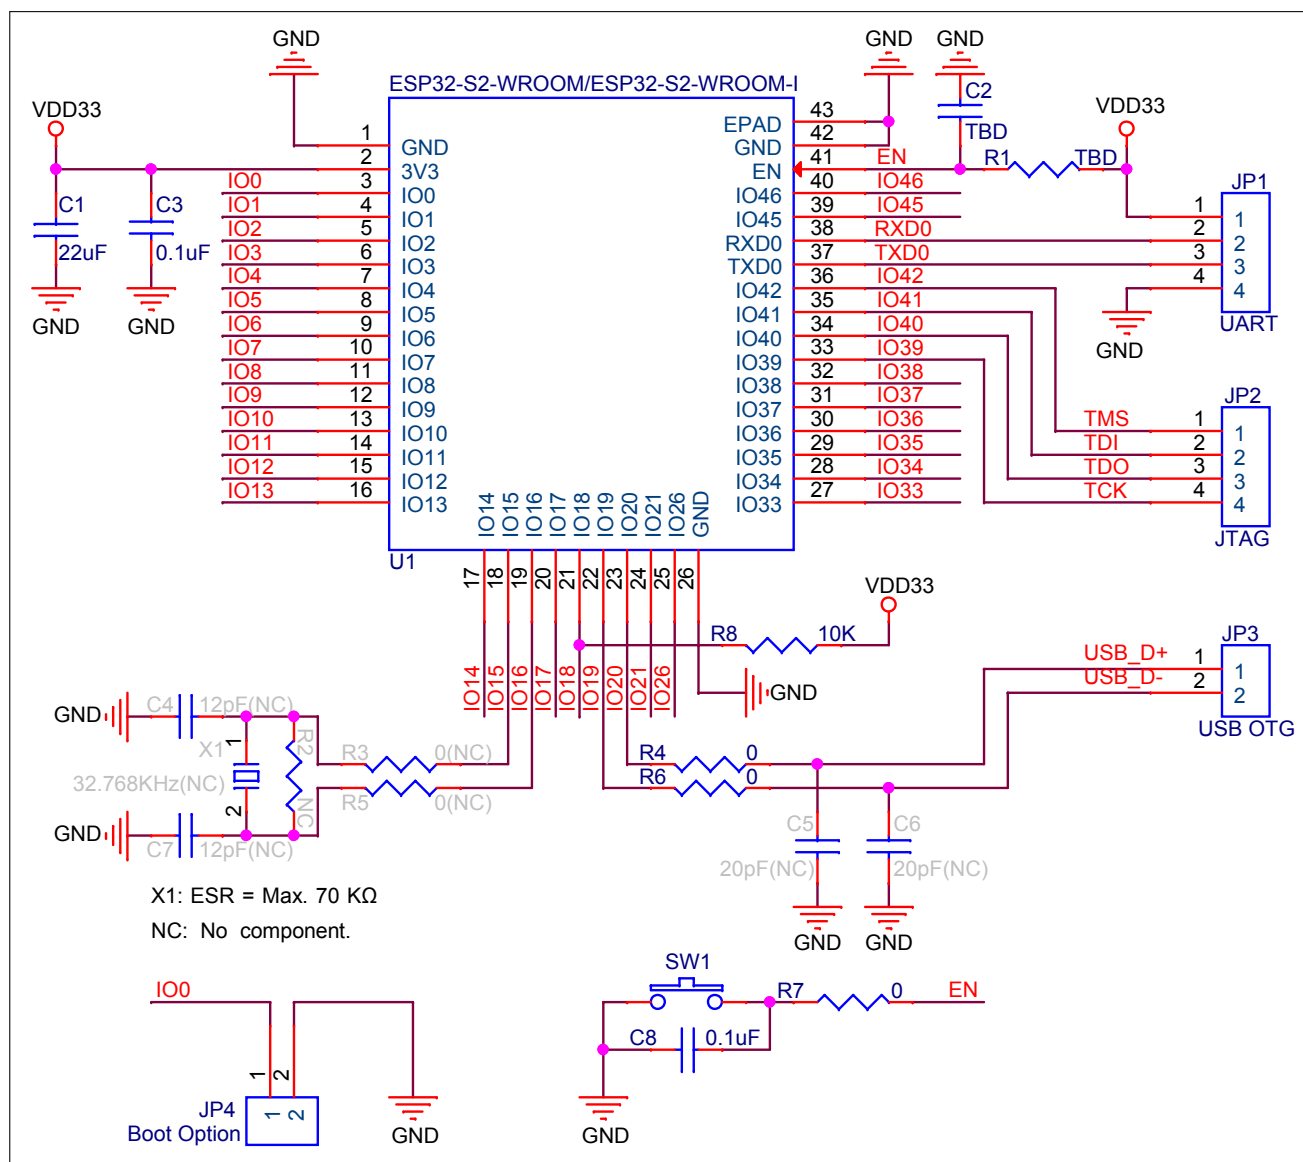 GND
GND
GND
ESP32-S2-WROOM/ESP32-S2-WROOM-I
C2
TBD
VDD33
VDD33
R1
TBD
C1
22uF
GND
C3
0.1uF
GND
1 GND
2 3V3
IO0 3 IO0
IO1 4 IO1
IO2 5 IO2
IO3 6 IO3
IO4 7 IO4
IO5 8 IO5
IO6 9 IO6
IO7 10 IO7
IO8 11 IO8
IO9 12 IO9
IO10 13 IO10
IO11 14 IO11
IO12 15 IO12
IO13 16 IO13
EPAD 43
GND 42
EN 41 EN
IO46 40 IO46
IO45 39 IO45
RXD0 38 RXD0
TXD0 37 TXD0
IO42 36 IO42
IO41 35 IO41
IO40 34 IO40
IO39 33 IO39
IO38 32 IO38
IO37 31 IO37
IO36 30 IO36
IO35 29 IO35
IO34 28 IO34
IO33 27 IO33
U1
IO14 17 IO14
IO15 18 IO15
IO16 19 IO16
IO17 20 IO17
IO18 21 IO18
IO19 22 IO19
IO20 23 IO20
IO21 24 IO21
IO26 25 IO26
GND 26
GND
JP1
1 1
2 2
3 3
4 4
UART
GND
JP2
TMS 1 1
TDI 2 2
TDO 3 3
TCK 4 4
JTAG
VDD33
R8 10K
JP3
USB_D+ 1 1
USB_D- 2 2
USB OTG
GND C4 12pF(NC)
X1 1
32.768KHz(NC)
2
R2 NC
GND C7 12pF(NC)
R3 0(NC)
R5 0(NC)
R4 0
R6 0
C5
20pF(NC)
GND
C6
20pF(NC)
GND
X1: ESR = Max. 70 KΩ
NC: No component.
IO0
1 2
1 2
JP4
Boot Option
GND
SW1
R7 0 EN
C8 0.1uF
GND